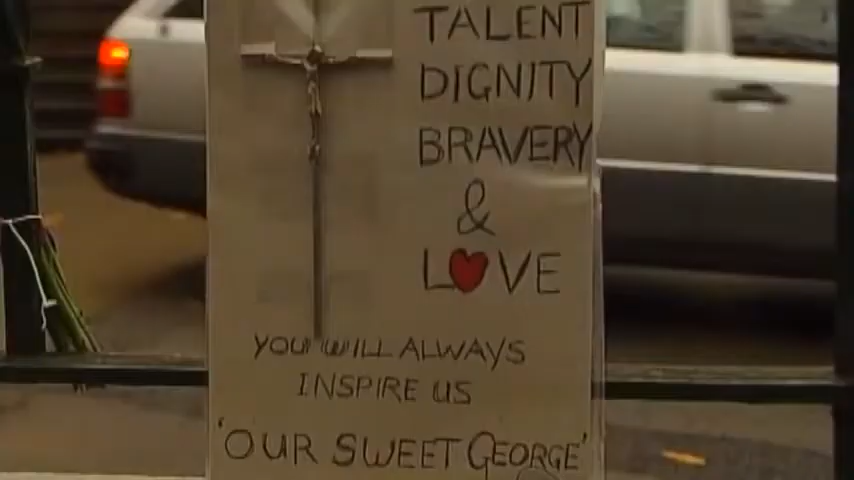 TALENT
DIGNITY
BRAVERY
&
LOVE
YOU WILL ALWAYS
INSPIRE US
'OUR SWEET GEORGE'